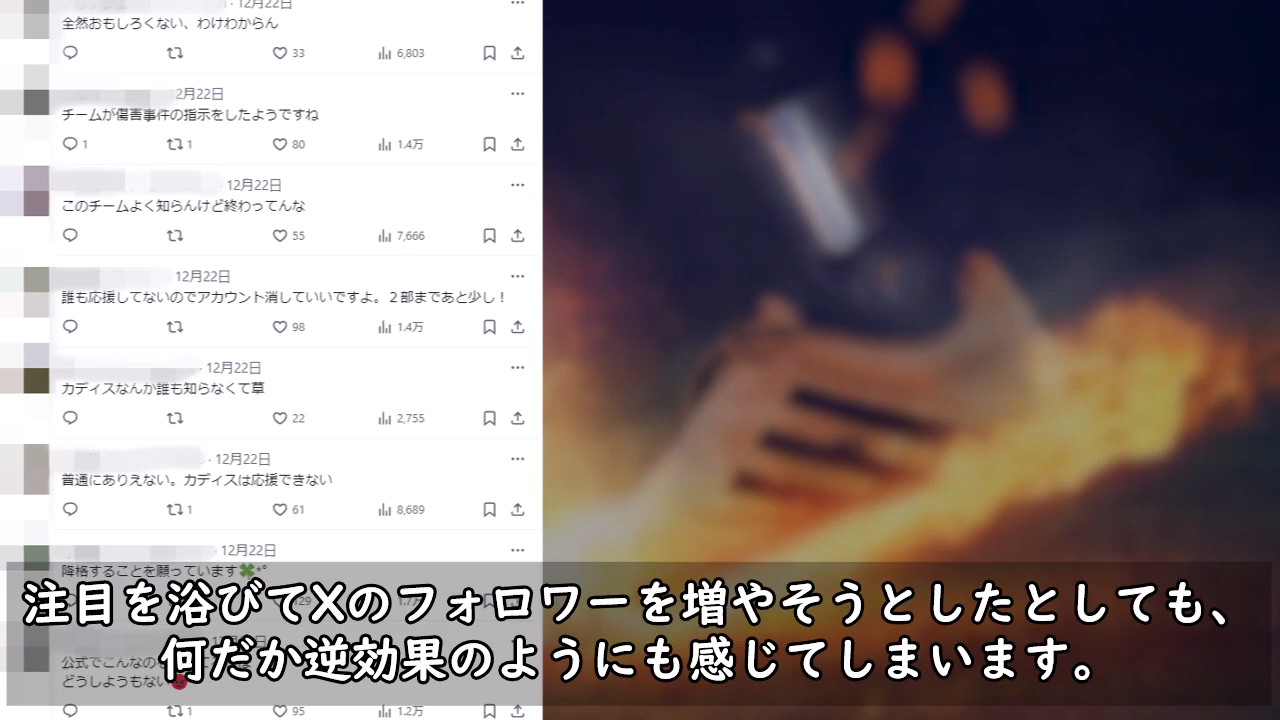 12月22日
全然おもしろくない、わけわからん
33 6,803
12月22日
チームが傷害事件の指示をしたようですね
1 1 80 1.4万
12月22日
このチームよく知らんけど終わってんな
55 7,666
12月22日
誰も応援してないのでアカウント消していいですよ。２部まであと少し！
98 1.4万
12月22日
カディスなんか誰も知らなくて草
22 2,755
12月22日
普通にありえない。カディスは応援できない
1 61 8,689
12月22日
降格することを願っています🍀*°
129
公式でこんなの
どうしようもない
1 95 1.2万
注目を浴びてXのフォロワーを増やそうとしたとしても、
何だか逆効果のようにも感じてしまいます。